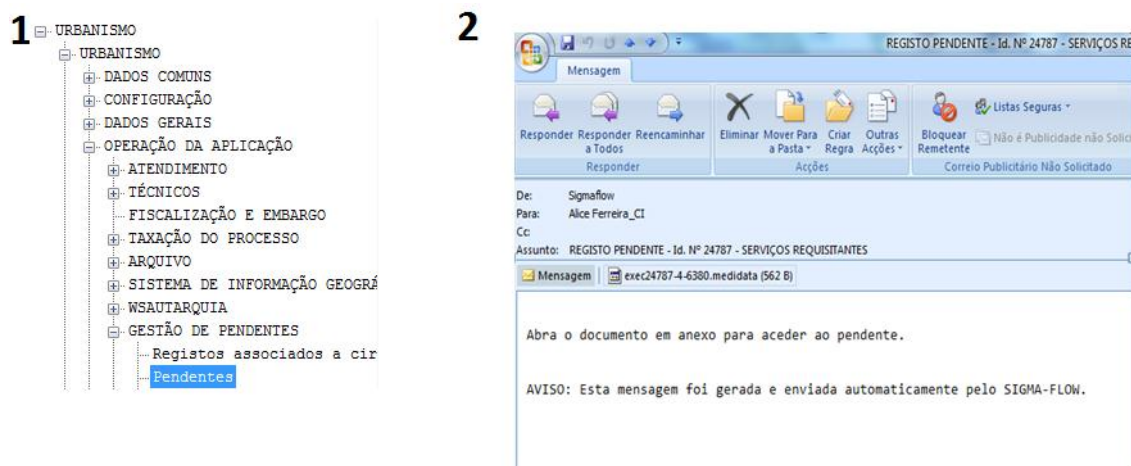 1
URBANISMO
URBANISMO
DADOS COMUNS
CONFIGURAÇÃO
DADOS GERAIS
OPERAÇÃO DA APLICAÇÃO
ATENDIMENTO
TÉCNICOS
FISCALIZAÇÃO E EMBARGO
TAXAÇÃO DO PROCESSO
ARQUIVO
SISTEMA DE INFORMAÇÃO GEOGRÁ
WSAUTARQUIA
GESTÃO DE PENDENTES
Registos associados a cir
Pendentes
2
REGISTO PENDENTE - Id. Nº 24787 - SERVIÇOS RE
Mensagem
Responder Responder a Todos Reencaminhar
Eliminar Mover Para a Pasta Criar Regra Outras Acções
Bloquear Remetente Listas Seguras
Não é Publicidade não Solic
Responder Acções Correio Publicitário Não Solicitado
De: Sigmaflow
Para: Alice Ferreira_CI
Cc:
Assunto: REGISTO PENDENTE - Id. Nº 24787 - SERVIÇOS REQUISITANTES
Mensagem exec24787-4-6380.medidata (562 B)
Abra o documento em anexo para aceder ao pendente.
AVISO: Esta mensagem foi gerada e enviada automaticamente pelo SIGMA-FLOW.